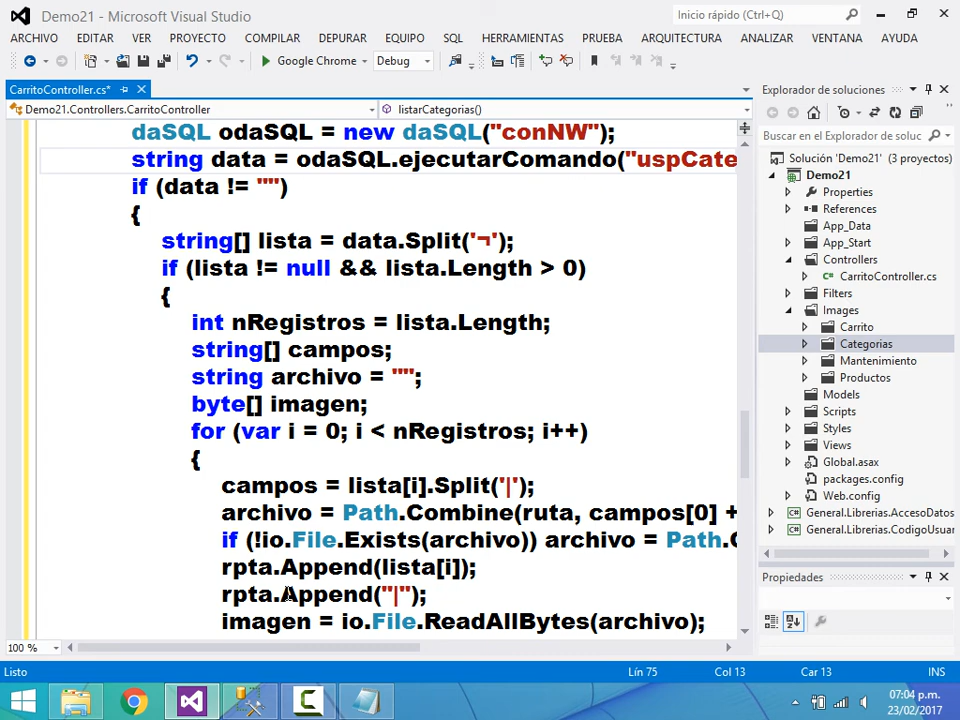 Demo21 - Microsoft Visual Studio
Inicio rápido (Ctrl+Q)
ARCHIVO EDITAR VER PROYECTO COMPILAR DEPURAR EQUIPO SQL HERRAMIENTAS PRUEBA ARQUITECTURA ANALIZAR VENTANA AYUDA
Google Chrome Debug
CarritoController.cs*
Explorador de soluciones
Demo21.Controllers.CarritoController
listarCategorias()
Buscar en el Explorador de soluc
daSQL odaSQL = new daSQL("conNW");
string data = odaSQL.ejecutarComando("uspCate
if (data != "")
{
string[] lista = data.Split('¬');
if (lista != null && lista.Length > 0)
{
int nRegistros = lista.Length;
string[] campos;
string archivo = "";
byte[] imagen;
for (var i = 0; i < nRegistros; i++)
{
campos = lista[i].Split('|');
archivo = Path.Combine(ruta, campos[0] +
if (!io.File.Exists(archivo)) archivo = Path.C
rpta.Append(lista[i]);
rpta.Append("|");
imagen = io.File.ReadAllBytes(archivo);
Solución 'Demo21' (3 proyectos)
Demo21
Properties
References
App_Data
App_Start
Controllers
CarritoController.cs
Filters
Images
Carrito
Categorias
Mantenimiento
Productos
Models
Scripts
Styles
Views
Global.asax
packages.config
Web.config
General.Librerias.AccesoDatos
General.Librerias.CodigoUsuar
Propiedades
100 %
Listo
Lín 75
Col 13
Car 13
INS
07:04 p.m.
23/02/2017